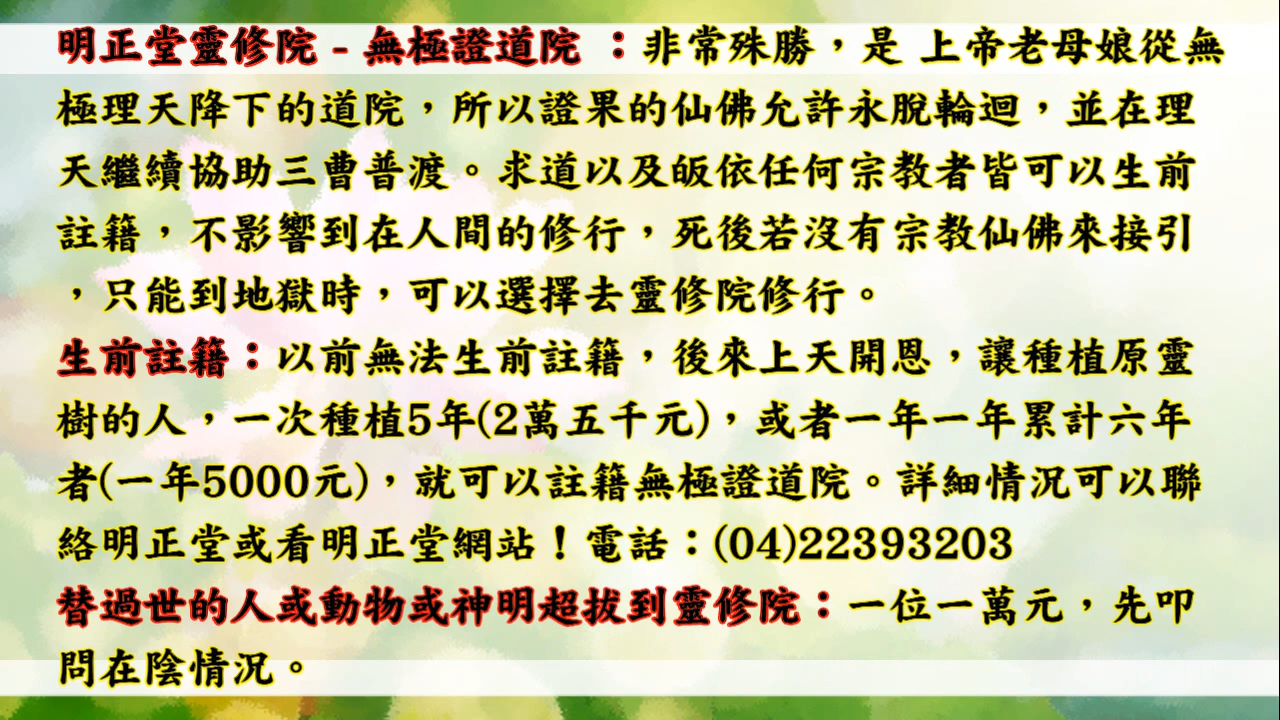 明正堂靈修院 - 無極證道院 ：非常殊勝，是 上帝老母娘從無
極理天降下的道院，所以證果的仙佛允許永脫輪迴，並在理
天繼續協助三曹普渡。求道以及皈依任何宗教者皆可以生前
註籍，不影響到在人間的修行，死後若沒有宗教仙佛來接引
，只能到地獄時，可以選擇去靈修院修行。
生前註籍：以前無法生前註籍，後來上天開恩，讓種植原靈
樹的人，一次種植5年(2萬五千元)，或者一年一年累計六年
者(一年5000元)，就可以註籍無極證道院。詳細情況可以聯
絡明正堂或看明正堂網站！電話：(04)22393203
替過世的人或動物或神明超拔到靈修院：一位一萬元，先叩
問在陰情況。